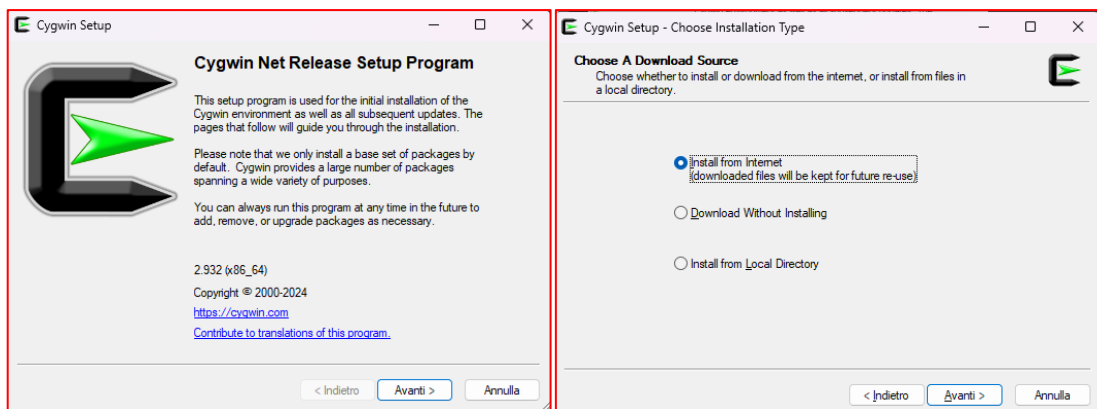 Cygwin Setup
Cygwin Net Release Setup Program
This setup program is used for the initial installation of the
Cygwin environment as well as all subsequent updates. The
pages that follow will guide you through the installation.
Please note that we only install a base set of packages by
default. Cygwin provides a large number of packages
spanning a wide variety of purposes.
You can always run this program at any time in the future to
add, remove, or upgrade packages as necessary.
2.932 (x86_64)
Copyright © 2000-2024
https://cygwin.com
Contribute to translations of this program.
< Indietro
Avanti >
Annulla
Cygwin Setup - Choose Installation Type
Choose A Download Source
Choose whether to install or download from the internet, or install from files in
a local directory.
Install from Internet
(downloaded files will be kept for future re-use)
Download Without Installing
Install from Local Directory
< Indietro
Avanti >
Annulla